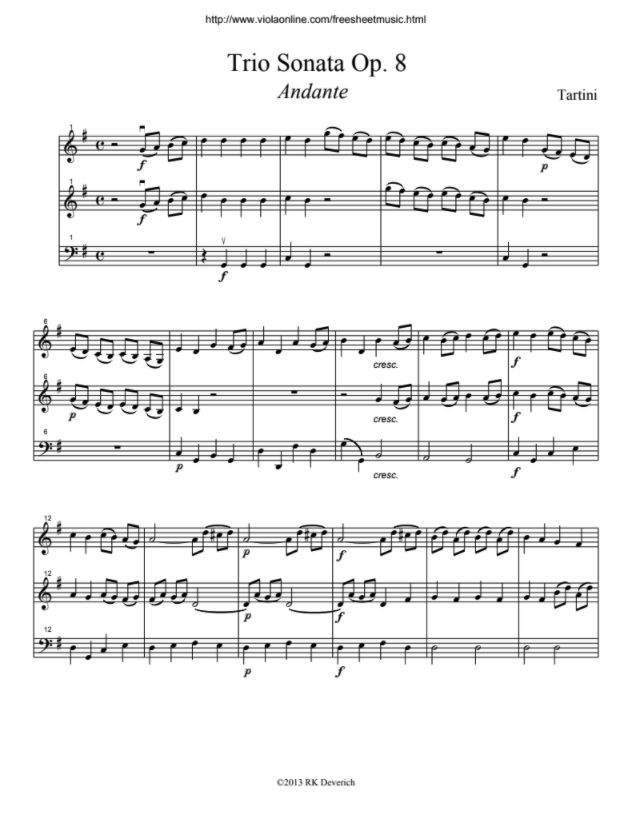 http://www.violaonline.com/freesheetmusic.html
Trio Sonata Op. 8
Andante
Tartini
1
f
p
1
f
1
f
6
cresc.
f
6
p
cresc.
f
6
p
cresc.
f
12
p
f
12
p
f
12
p
f
©2013 RK Deverich